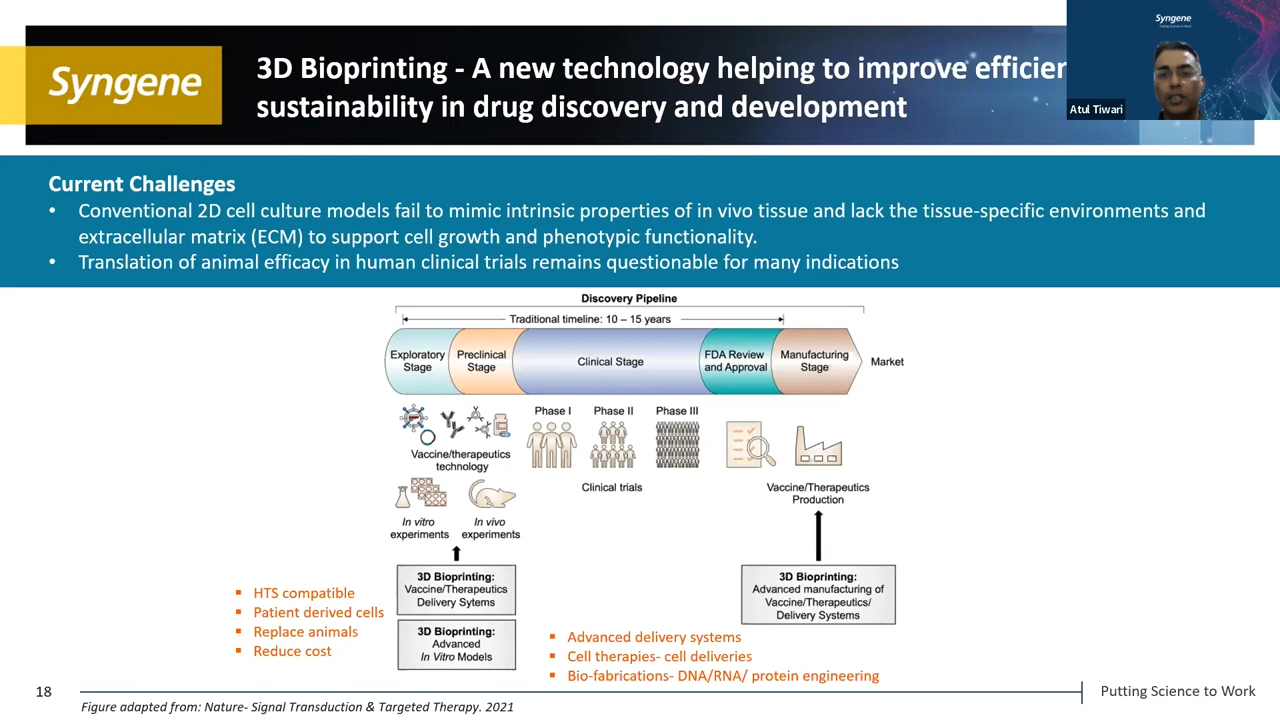 Syngene
3D Bioprinting - A new technology helping to improve
sustainability in drug discovery and development
Syngene
Atul Tiwari
Current Challenges
• Conventional 2D cell culture models fail to mimic intrinsic properties of in vivo tissue and lack the tissue-specific environments and
extracellular matrix (ECM) to support cell growth and phenotypic functionality.
• Translation of animal efficacy in human clinical trials remains questionable for many indications
Discovery Pipeline
Traditional timeline: 10 – 15 years
Exploratory
Stage
Preclinical
Stage
Clinical Stage
FDA Review
and Approval
Manufacturing
Stage
Market
Vaccine/therapeutics
technology
Phase I
Phase II
Phase III
Clinical trials
Vaccine/Therapeutics
Production
In vitro
experiments
In vivo
experiments
3D Bioprinting:
Vaccine/Therapeutics
Delivery Sytems
3D Bioprinting:
Advanced
In Vitro Models
3D Bioprinting:
Advanced manufacturing of
Vaccine/Therapeutics/
Delivery Systems
▪ HTS compatible
▪ Patient derived cells
▪ Replace animals
▪ Reduce cost
▪ Advanced delivery systems
▪ Cell therapies- cell deliveries
▪ Bio-fabrications- DNA/RNA/ protein engineering
18
Putting Science to Work
Figure adapted from: Nature- Signal Transduction & Targeted Therapy. 2021